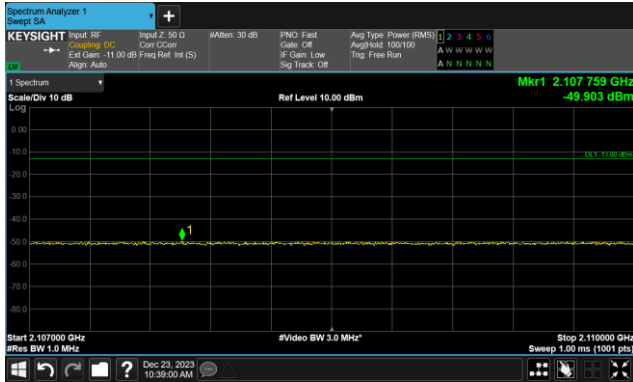 Spectrum Analyzer 1
Swept SA
KEYSIGHT Input: RF Input Z: 50 Ω #Atten: 30 dB PNO: Fast Avg Type: Power (RMS) 1 2 3 4 5 6
Coupling: DC Corr CCorr Gate: Off Avg|Hold: 100/100 A W W W W W
Ext Gain: -11.00 dB Freq Ref: Int (S) IF Gain: Low Trig: Free Run
Align: Auto Sig Track: Off A N N N N N
1 Spectrum
Mkr1 2.107 759 GHz
Scale/Div 10 dB Ref Level 10.00 dBm -49.903 dBm
Log
0.00
-10.0
DL1 -13.00 dBm
-20.0
-30.0
-40.0
1
-50.0
-60.0
-70.0
-80.0
Start 2.107000 GHz #Video BW 3.0 MHz* Stop 2.110000 GHz
#Res BW 1.0 MHz Sweep 1.00 ms (1001 pts)
? Dec 23, 2023
10:39:00 AM